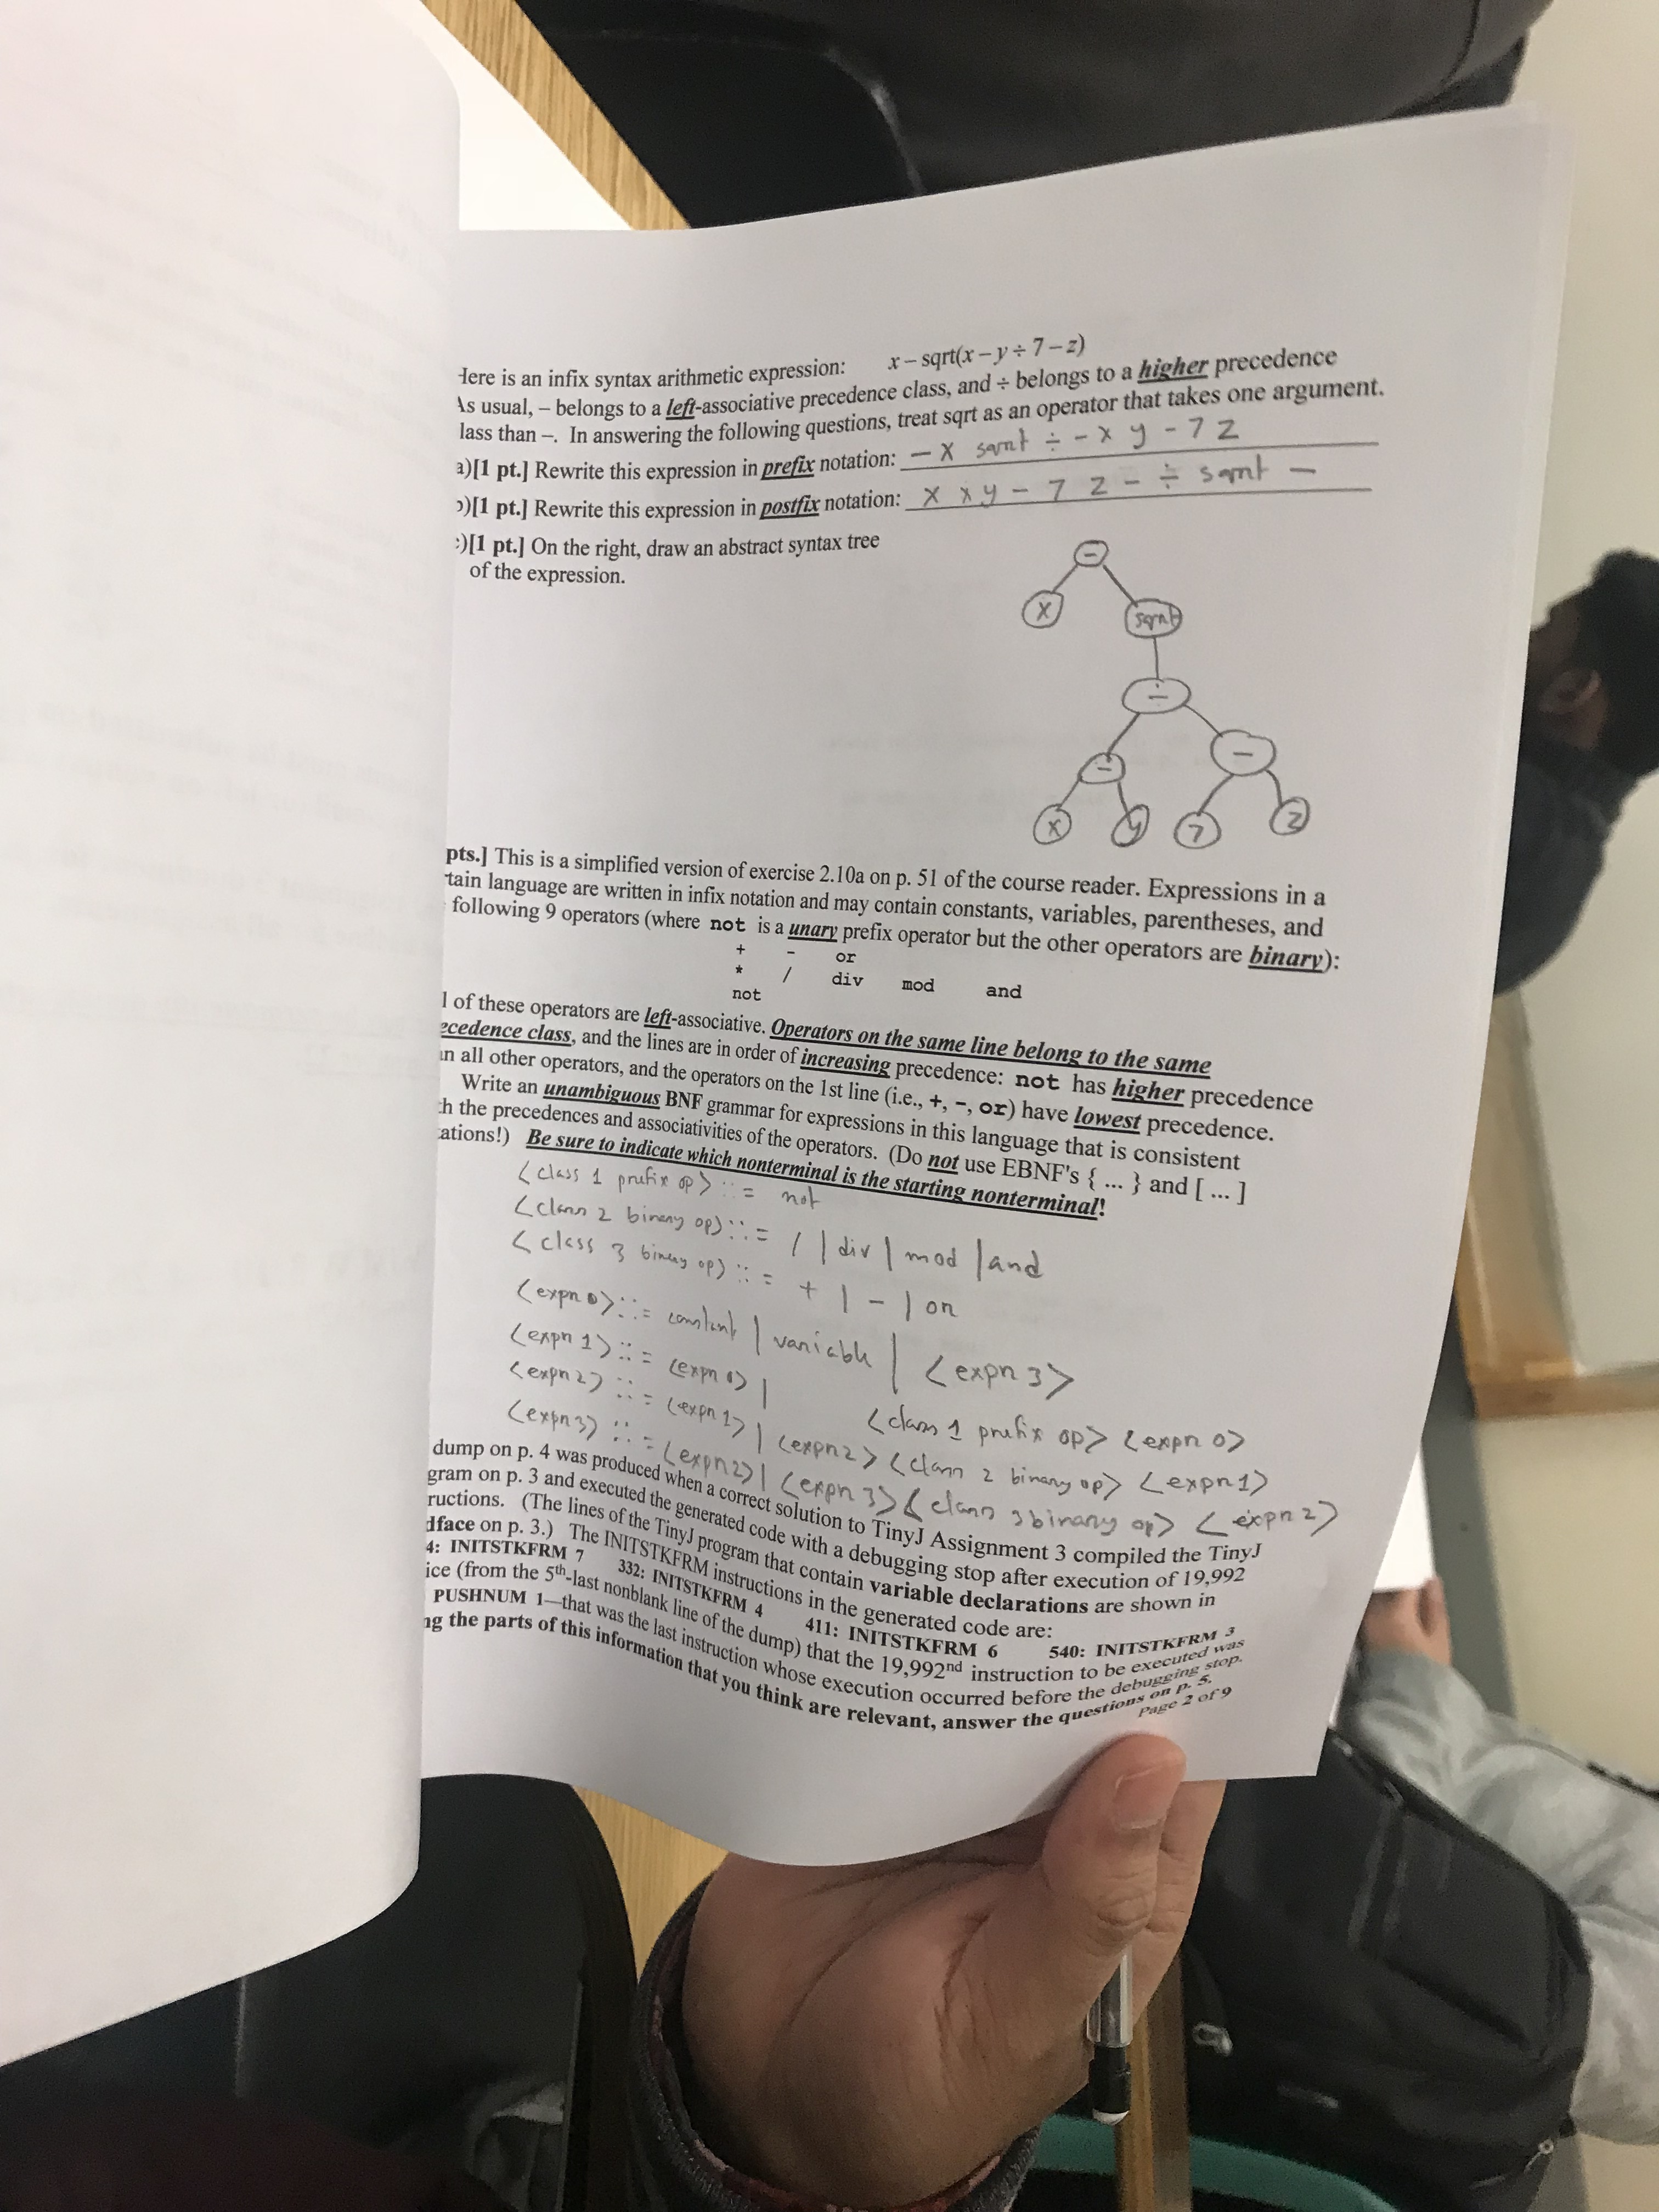 Here is an infix syntax arithmetic expression: x – sqrt(x – y ÷ 7 – z)
As usual, – belongs to a left-associative precedence class, and ÷ belongs to a higher precedence
lass than –. In answering the following questions, treat sqrt as an operator that takes one argument.
a)[1 pt.] Rewrite this expression in prefix notation: - x sqrt ÷ - x y - 7 z
)[1 pt.] Rewrite this expression in postfix notation: x x y - 7 z - ÷ sqrt -
:)[1 pt.] On the right, draw an abstract syntax tree
of the expression.
-
x sqrt
÷
- -
x y 7 z
pts.] This is a simplified version of exercise 2.10a on p. 51 of the course reader. Expressions in a
tain language are written in infix notation and may contain constants, variables, parentheses, and
following 9 operators (where not is a unary prefix operator but the other operators are binary):
+ - or
* / div mod and
not
l of these operators are left-associative. Operators on the same line belong to the same
ecedence class, and the lines are in order of increasing precedence: not has higher precedence
n all other operators, and the operators on the 1st line (i.e., +, -, or) have lowest precedence.
Write an unambiguous BNF grammar for expressions in this language that is consistent
h the precedences and associativities of the operators. (Do not use EBNF's { ... } and [ ... ]
ations!) Be sure to indicate which nonterminal is the starting nonterminal!
<class 1 prefix op> ::= not
<class 2 binary op> ::= / | div | mod | and
<class 3 binary op> ::= + | - | or
<expr 0> ::= constant | variable | <expr 3>
<expr 1> ::= <expr 0> | <class 1 prefix op> <expr 0>
<expr 2> ::= <expr 1> | <expr 2> <class 2 binary op> <expr 1>
<expr 3> ::= <expr 2> | <expr 3> <class 3 binary op> <expr 2>
dump on p. 4 was produced when a correct solution to TinyJ Assignment 3 compiled the TinyJ
gram on p. 3 and executed the generated code with a debugging stop after execution of 19,992
ructions. (The lines of the TinyJ program that contain variable declarations are shown in
dface on p. 3.) The INITSTKFRM instructions in the generated code are:
4: INITSTKFRM 7 332: INITSTKFRM 4 411: INITSTKFRM 6 540: INITSTKFRM 3
ice (from the 5th-last nonblank line of the dump) that the 19,992nd instruction to be executed was
PUSHNUM 1—that was the last instruction whose execution occurred before the debugging stop.
ng the parts of this information that you think are relevant, answer the questions on p. 5.
Page 2 of 9